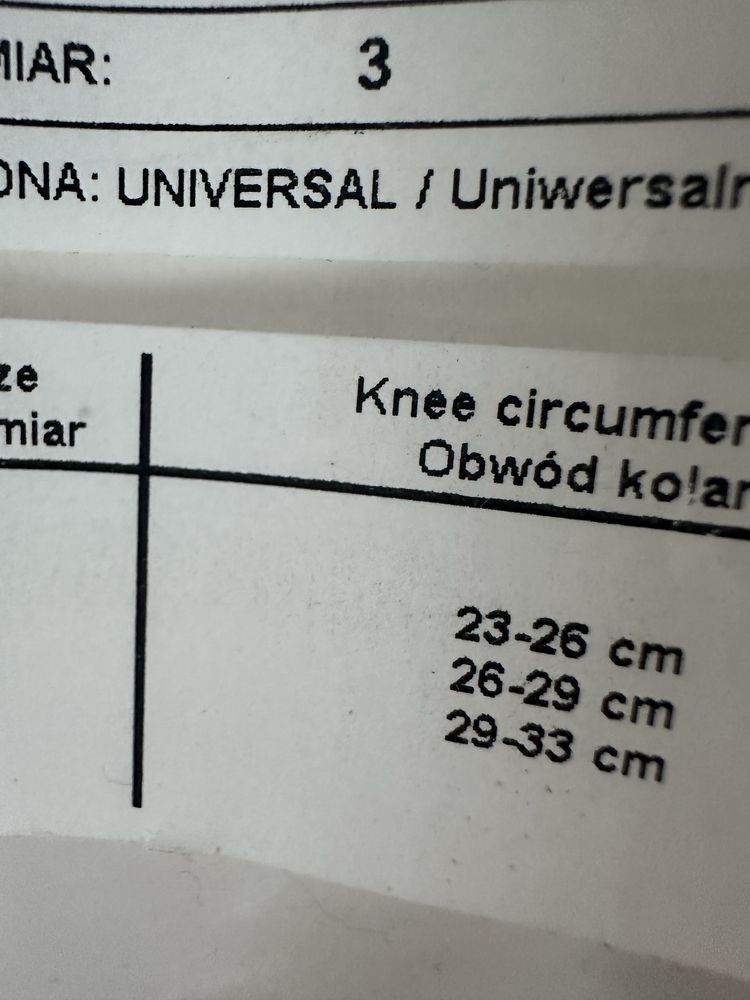 MIAR: 3
ONA: UNIVERSAL / Uniwersaln
ze
miar
Knee circumfer
Obwód kolan
23-26 cm
26-29 cm
29-33 cm